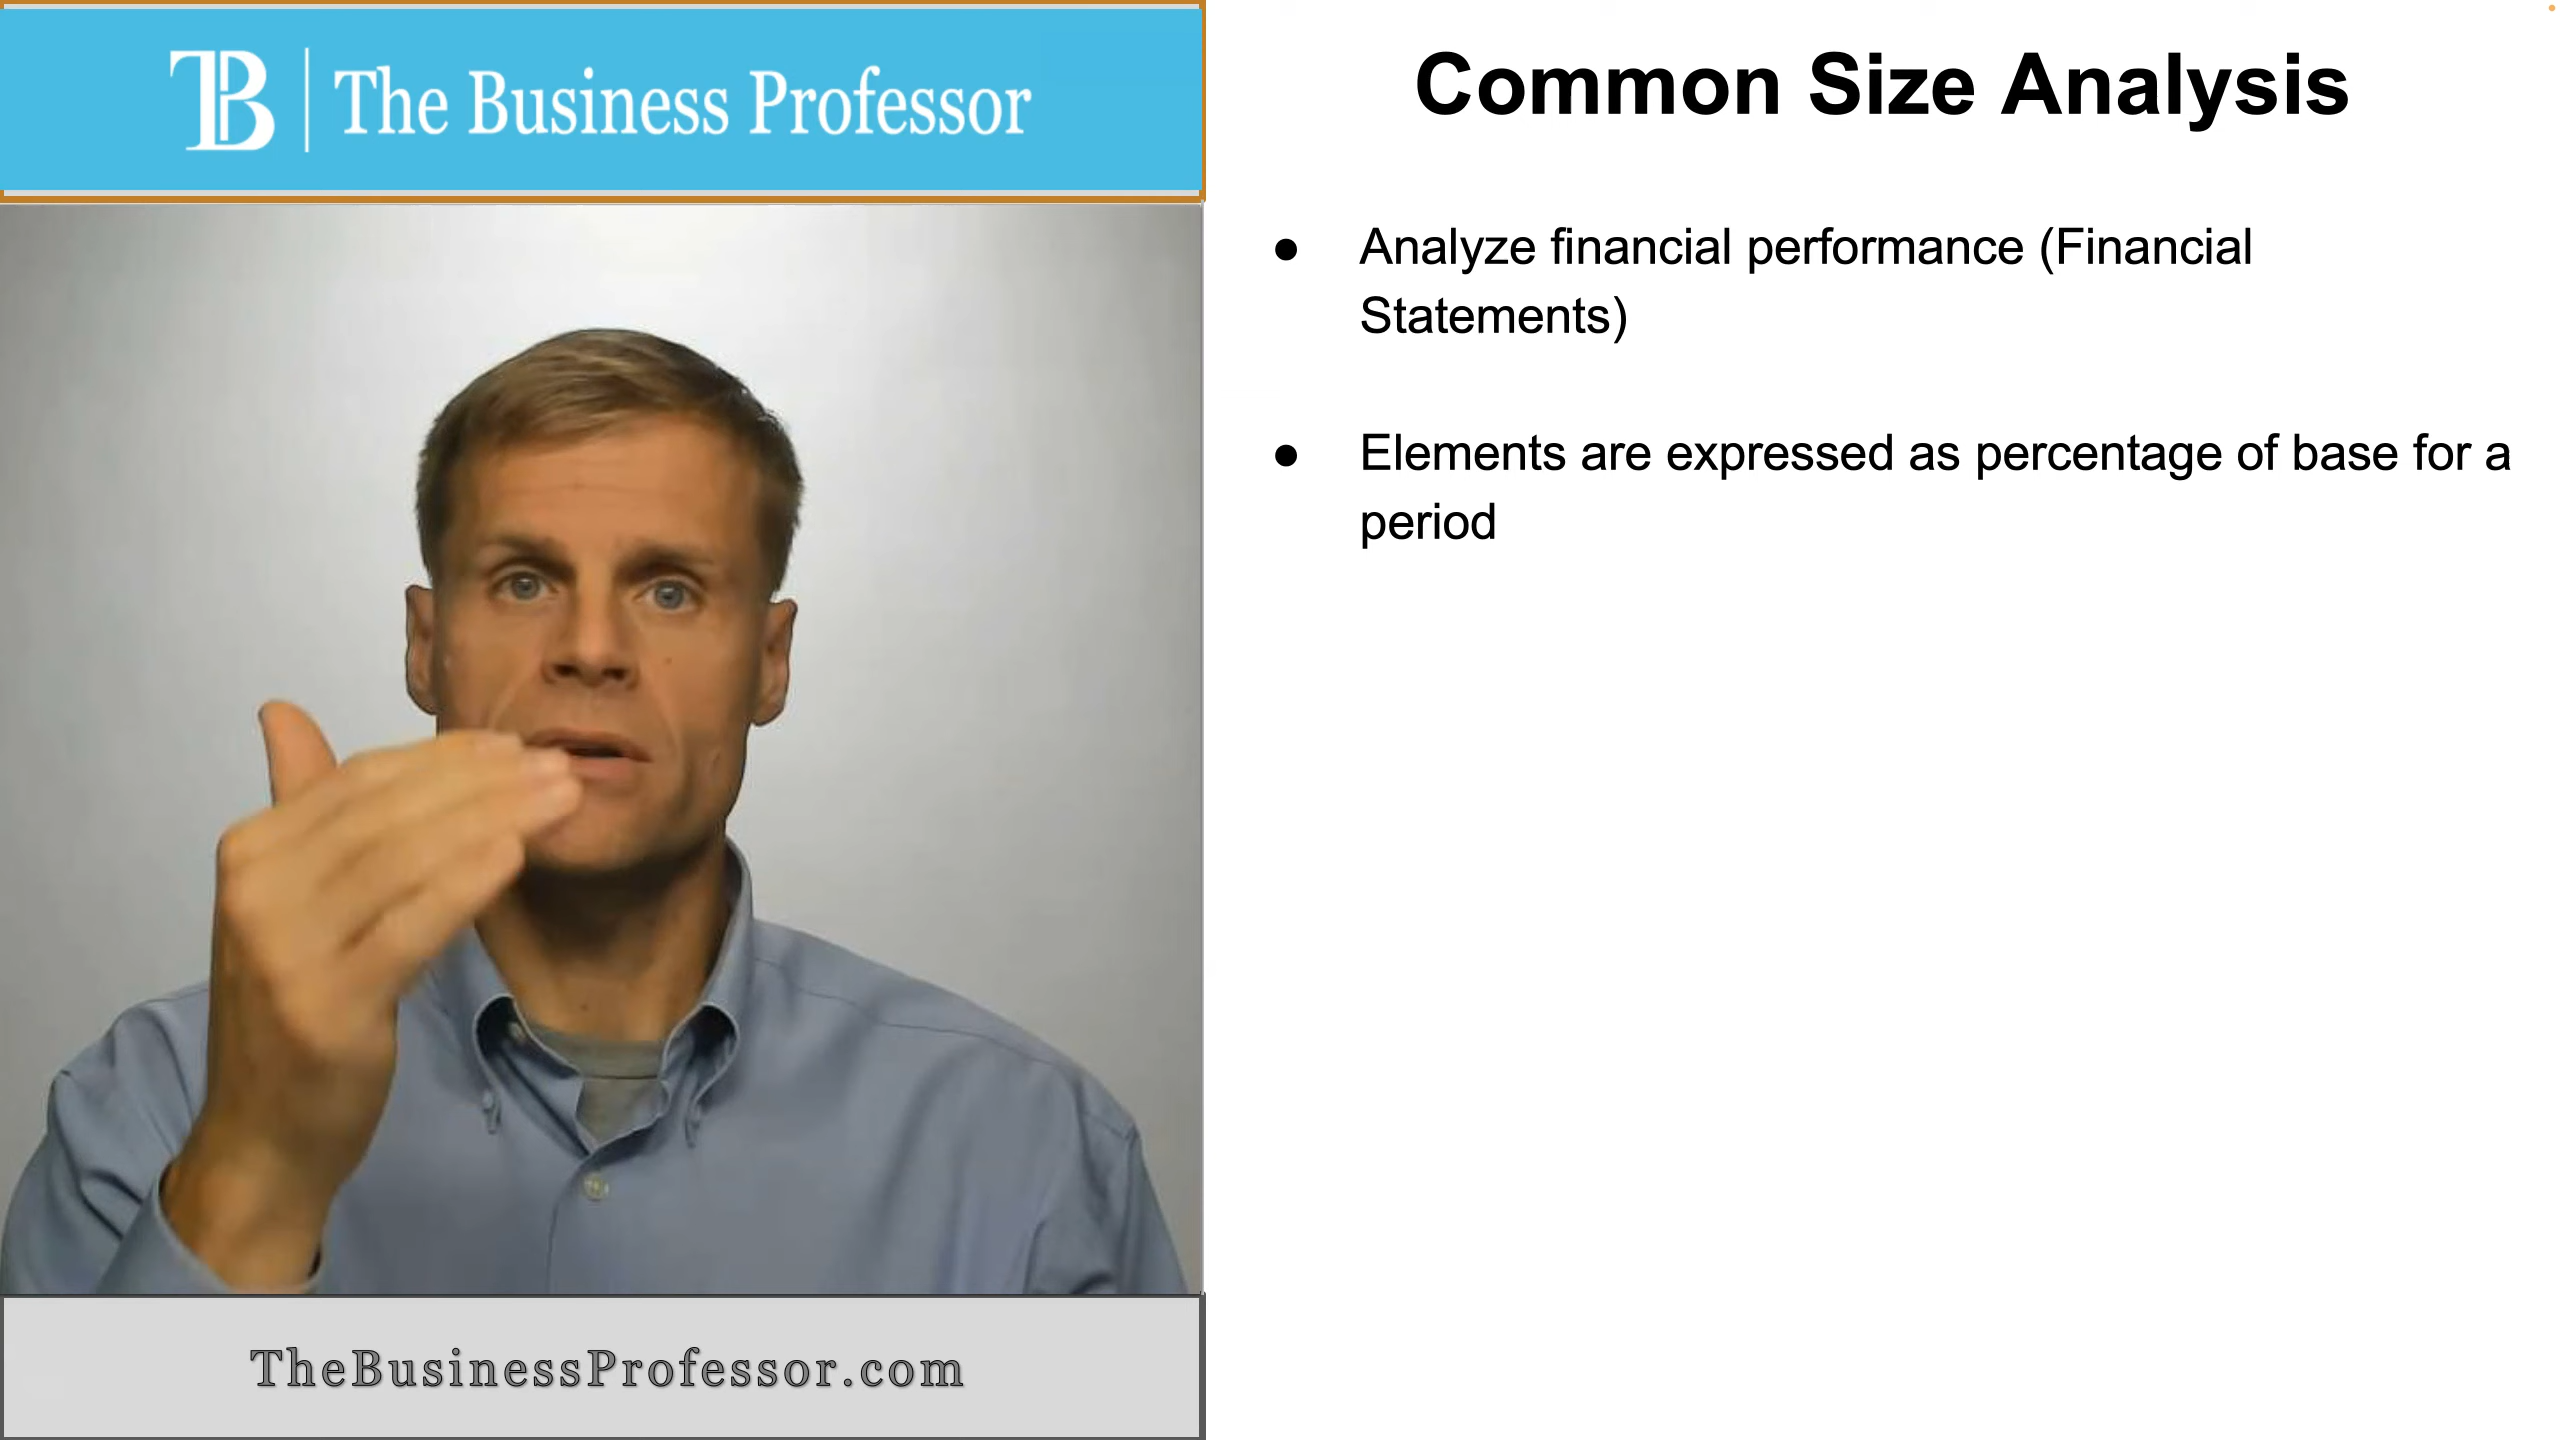 TB | The Business Professor
Common Size Analysis
● Analyze financial performance (Financial
Statements)
● Elements are expressed as percentage of base for a
period
TheBusinessProfessor.com